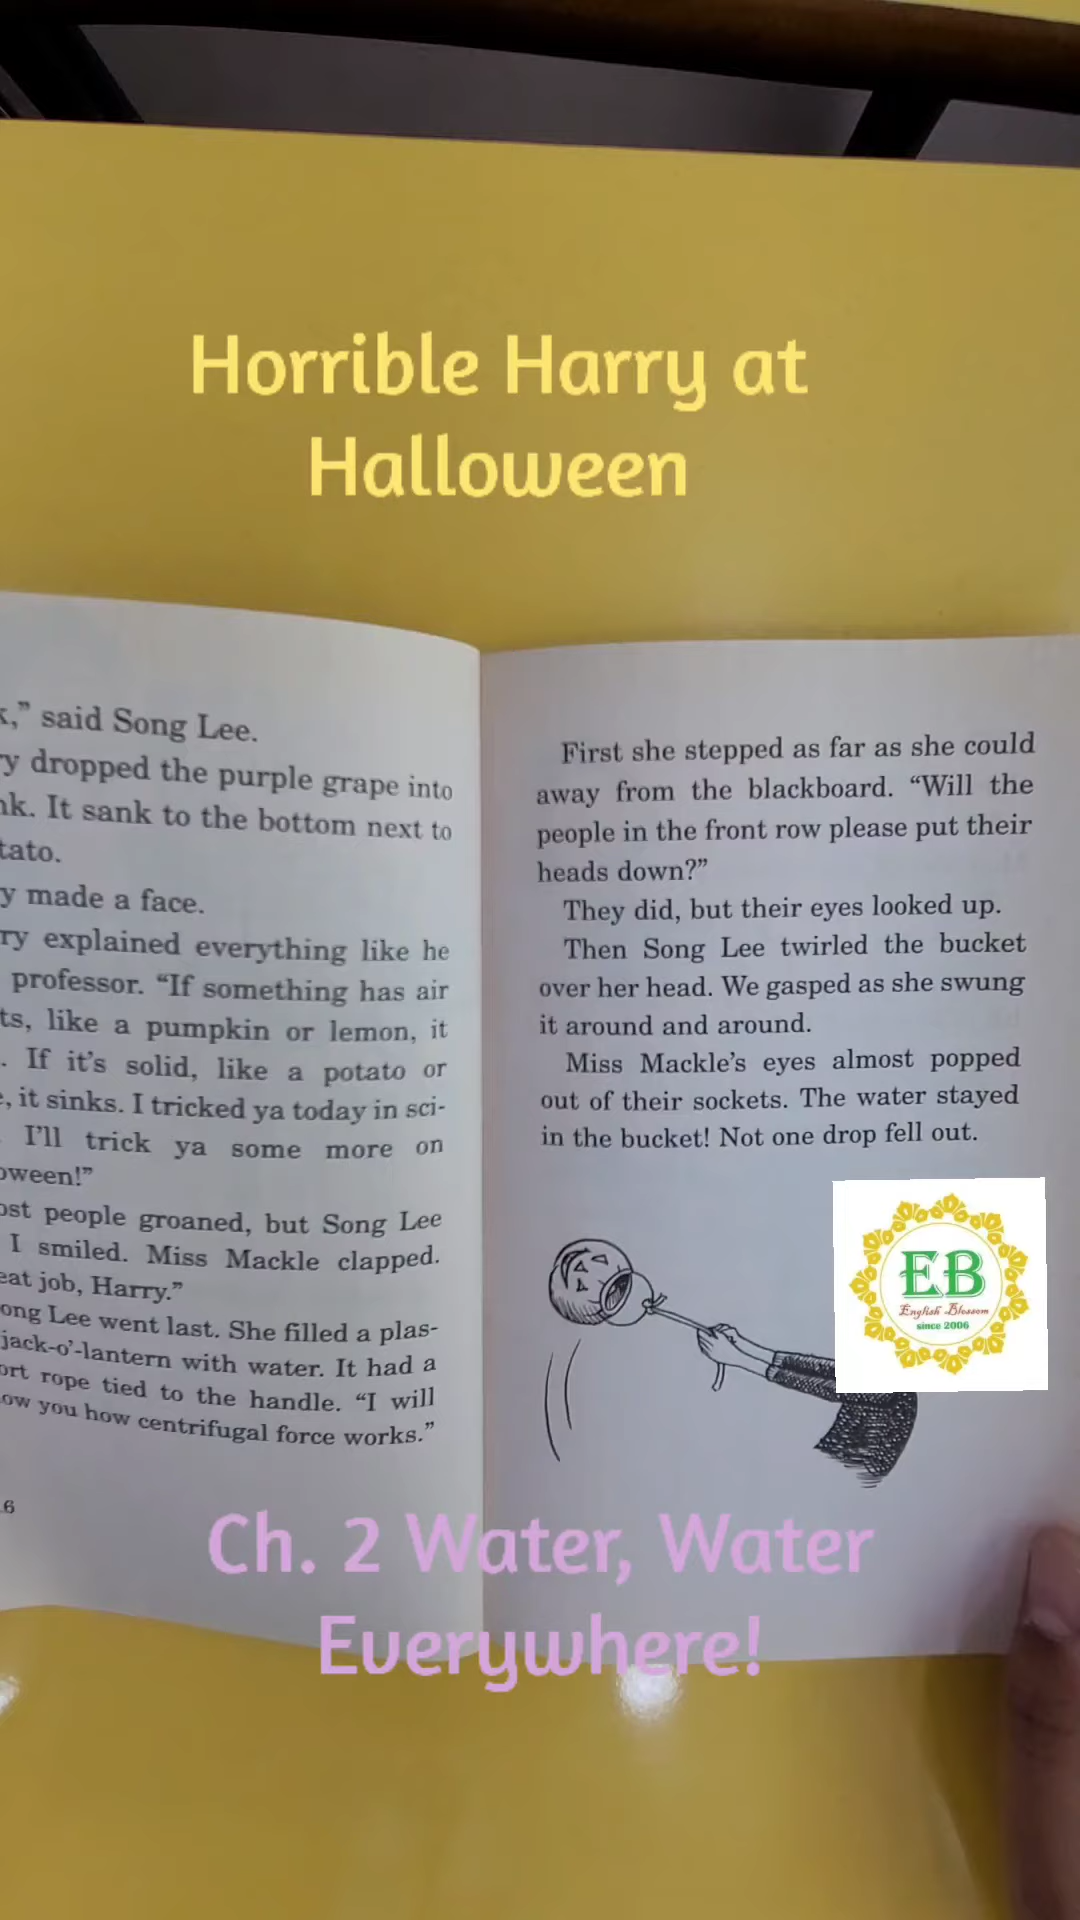 Horrible Harry at
Halloween
k,” said Song Lee.
ry dropped the purple grape into
nk. It sank to the bottom next to
tato.
y made a face.
ry explained everything like he
professor. “If something has air
ts, like a pumpkin or lemon, it
. If it’s solid, like a potato or
e, it sinks. I tricked ya today in sci-
I’ll trick ya some more on
oween!”
ost people groaned, but Song Lee
I smiled. Miss Mackle clapped.
eat job, Harry.”
ong Lee went last. She filled a plas-
jack-o’-lantern with water. It had a
ort rope tied to the handle. “I will
ow you how centrifugal force works.”
6
First she stepped as far as she could
away from the blackboard. “Will the
people in the front row please put their
heads down?”
They did, but their eyes looked up.
Then Song Lee twirled the bucket
over her head. We gasped as she swung
it around and around.
Miss Mackle’s eyes almost popped
out of their sockets. The water stayed
in the bucket! Not one drop fell out.
EB
English Blossom
since 2006
Ch. 2 Water, Water
Everywhere!